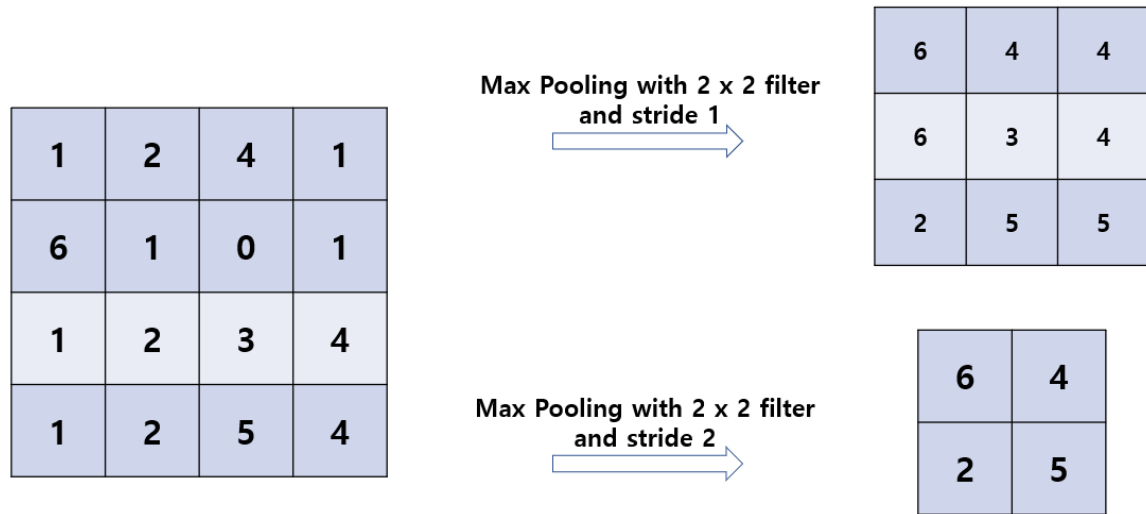 1 2 4 1
6 1 0 1
1 2 3 4
1 2 5 4
Max Pooling with 2 x 2 filter
and stride 1
6 4 4
6 3 4
2 5 5
Max Pooling with 2 x 2 filter
and stride 2
6 4
2 5